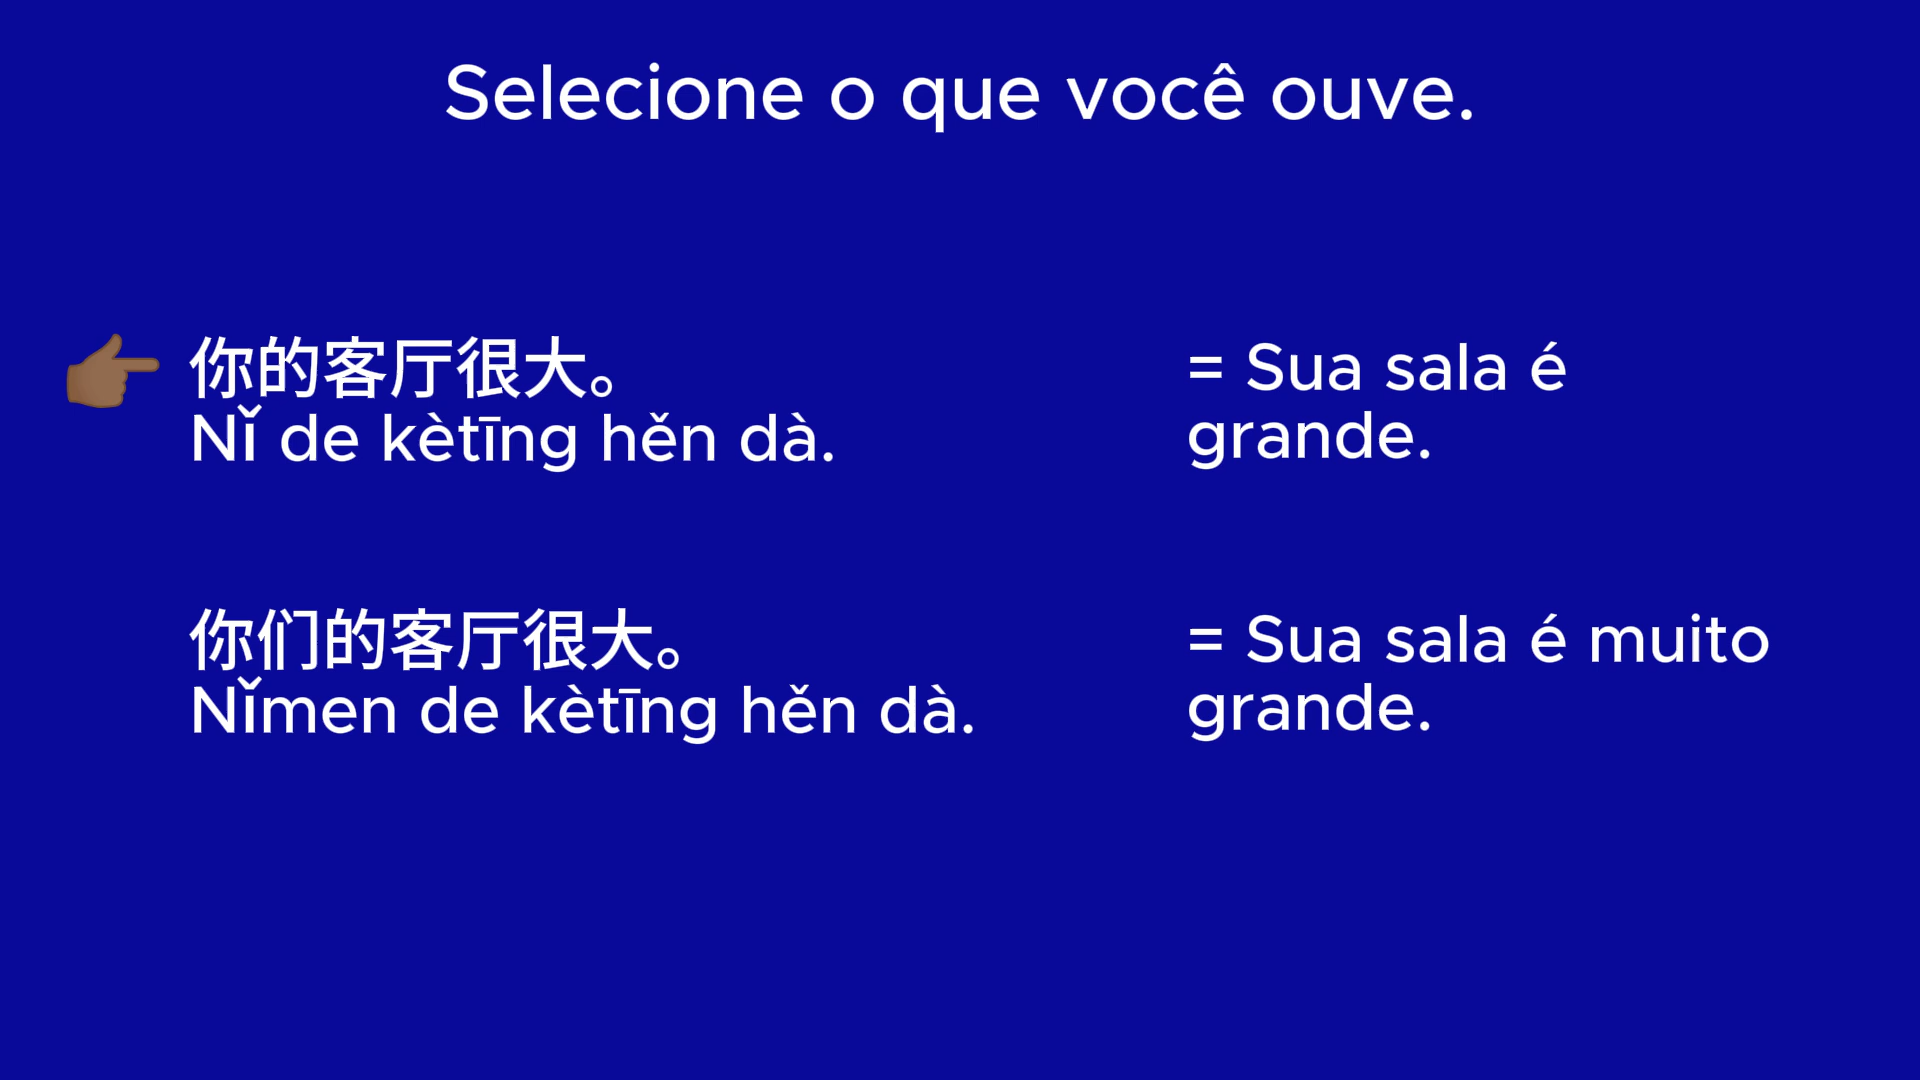 Selecione o que você ouve.
你的客厅很大。
Nǐ de kètīng hěn dà.
= Sua sala é
grande.
你们的客厅很大。
Nǐmen de kètīng hěn dà.
= Sua sala é muito
grande.